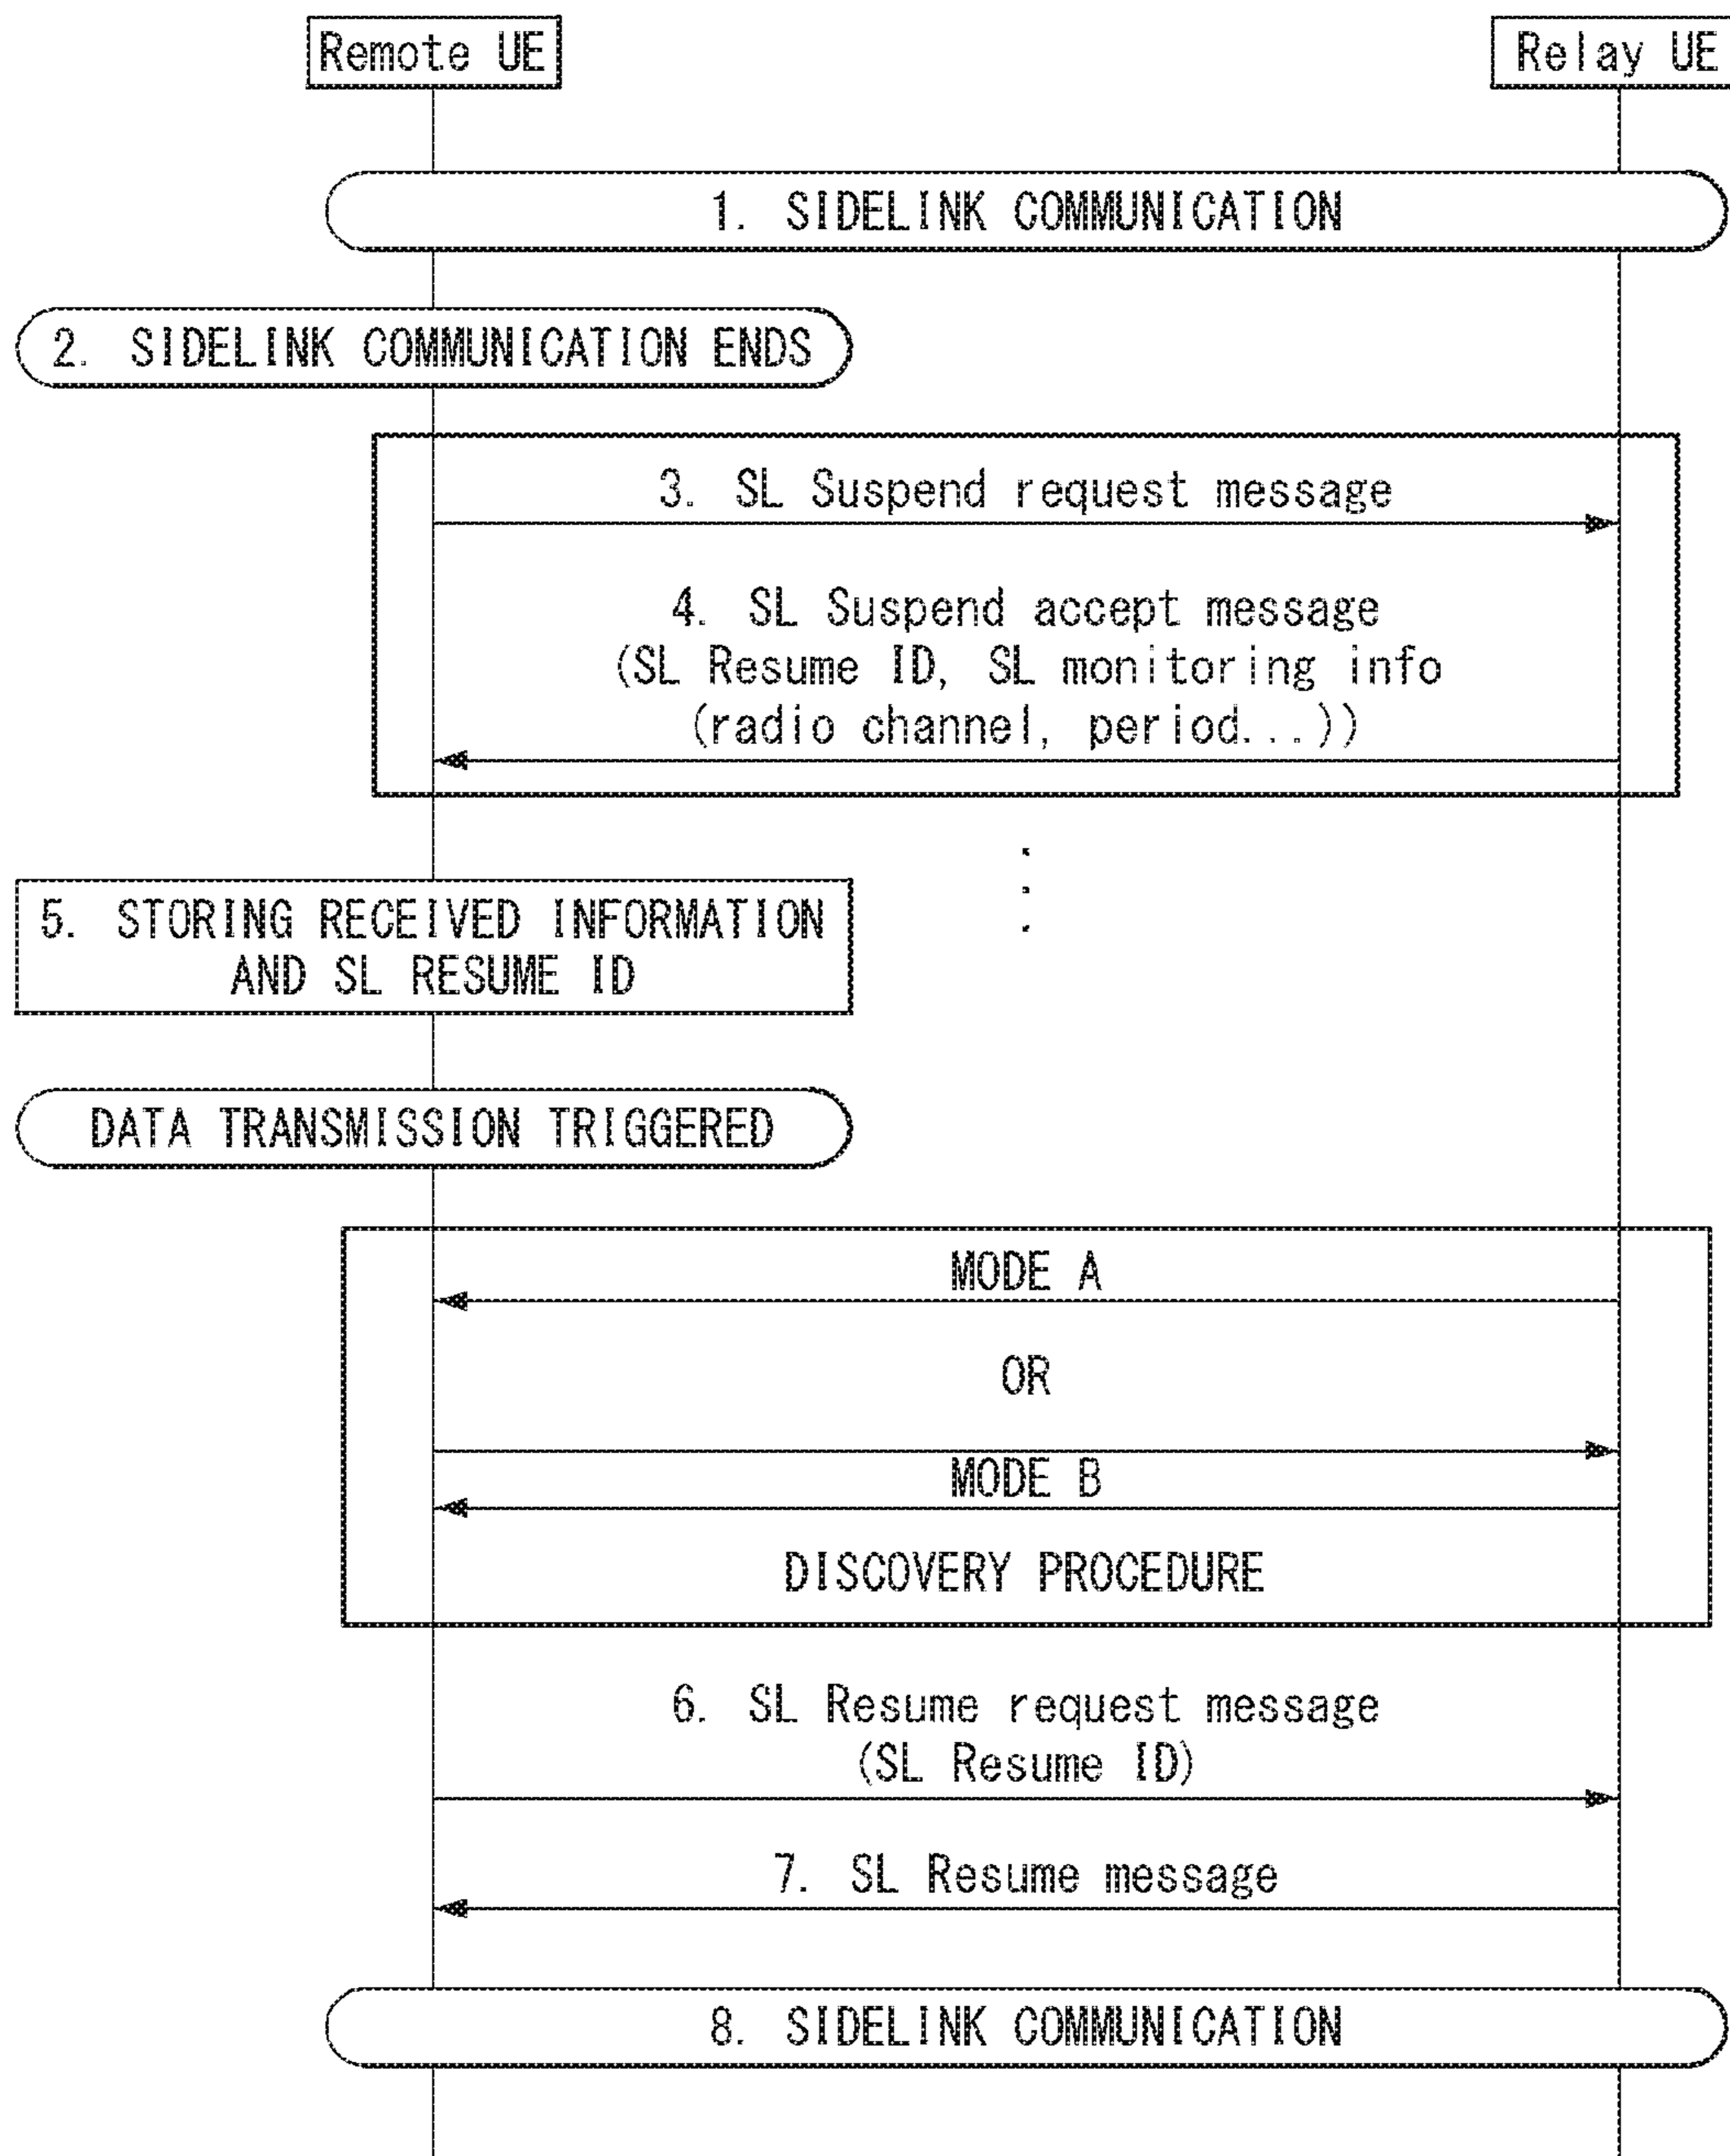 Remote UE
Relay UE
1. SIDELINK COMMUNICATION
2. SIDELINK COMMUNICATION ENDS
3. SL Suspend request message
4. SL Suspend accept message
(SL Resume ID, SL monitoring info
(radio channel, period...))
5. STORING RECEIVED INFORMATION
AND SL RESUME ID
DATA TRANSMISSION TRIGGERED
MODE A
OR
MODE B
DISCOVERY PROCEDURE
6. SL Resume request message
(SL Resume ID)
7. SL Resume message
8. SIDELINK COMMUNICATION